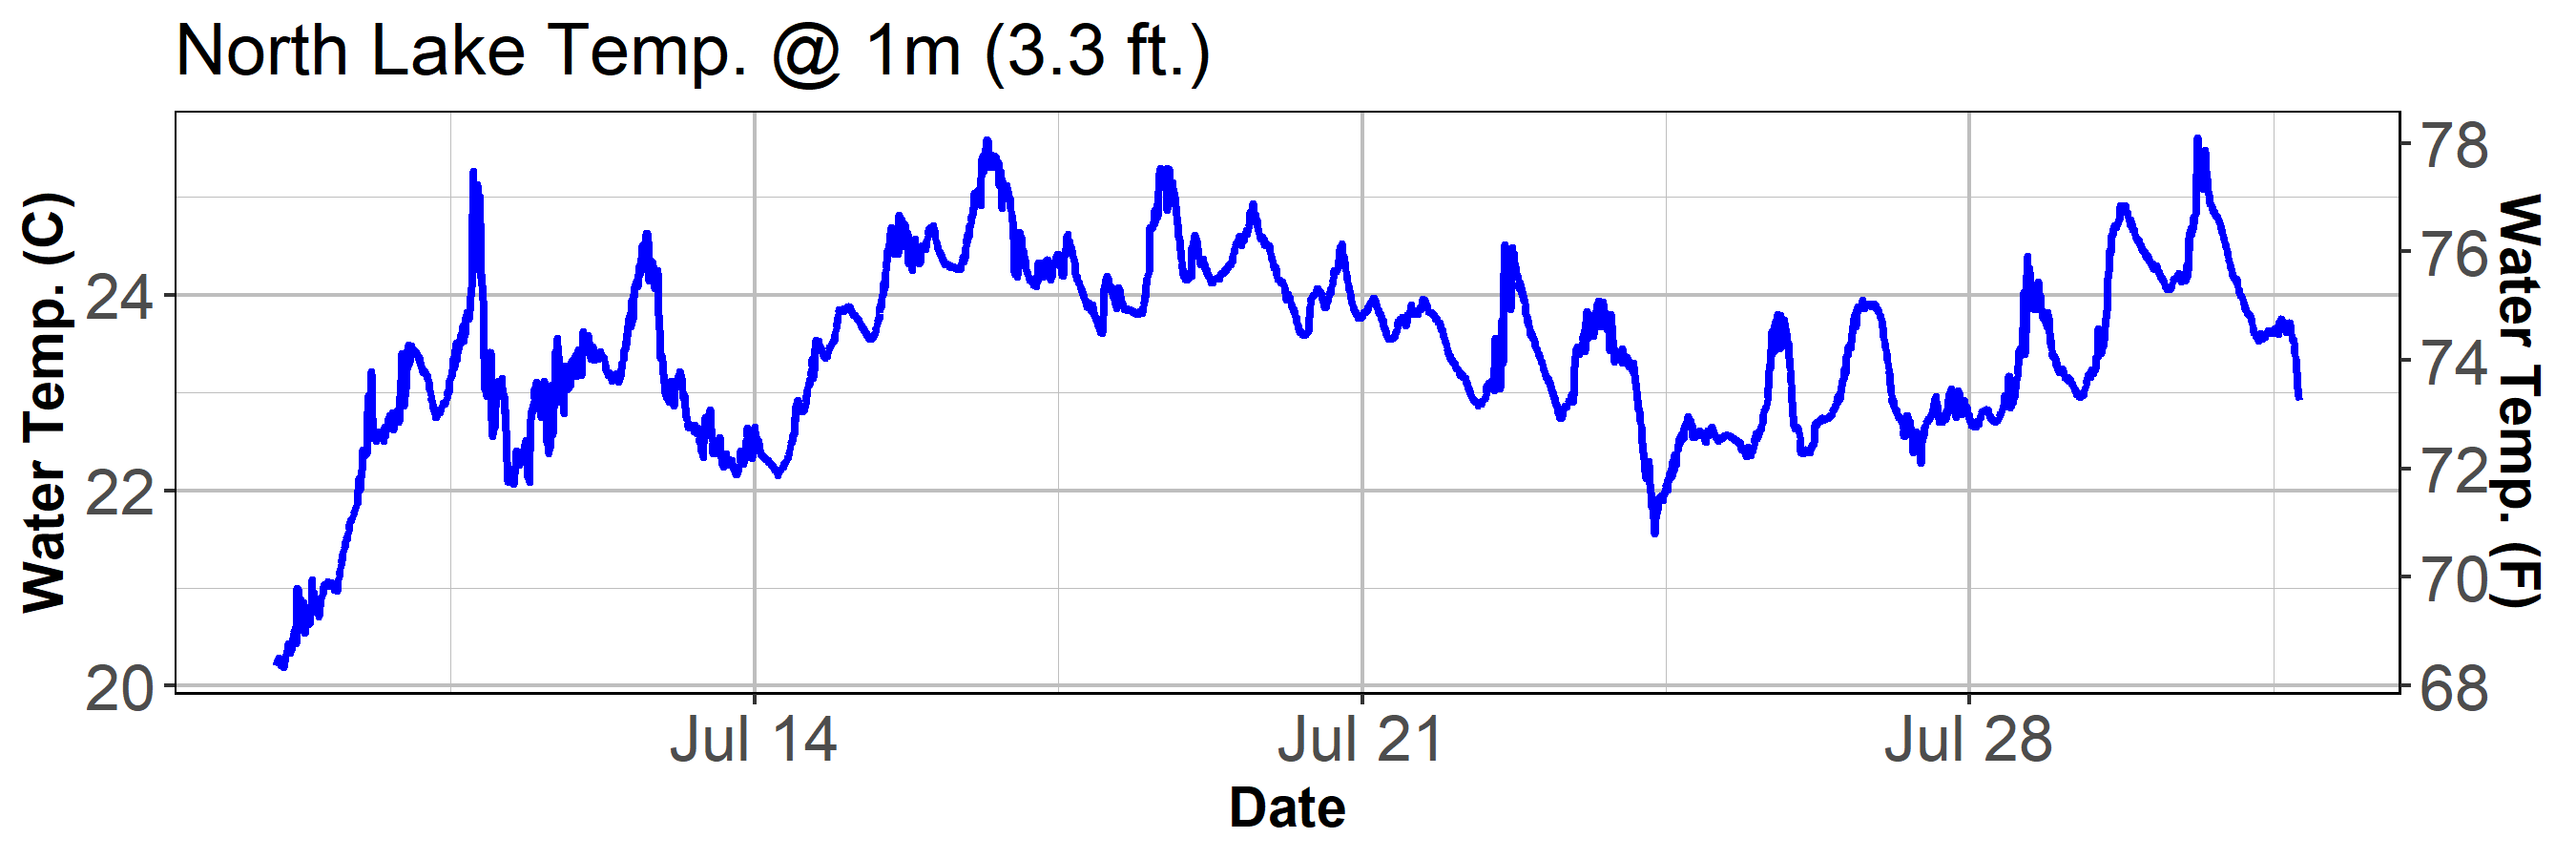 North Lake Temp. @ 1m (3.3 ft.)
Water Temp. (C)
24
22
20
78
76
74
72
70
68
Water Temp. (F)
Jul 14
Jul 21
Jul 28
Date